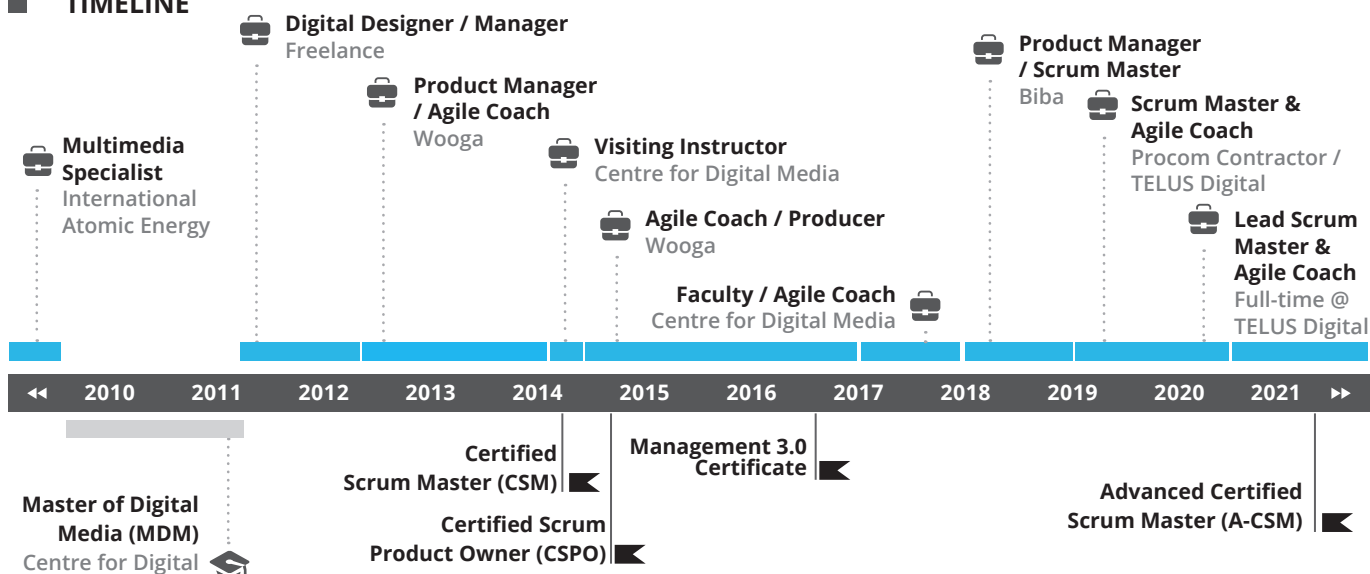 TIMELINE
Digital Designer / Manager
Freelance
Product Manager
/ Agile Coach
Wooga
Product Manager
/ Scrum Master
Biba
Scrum Master &
Agile Coach
Procom Contractor /
TELUS Digital
Multimedia
Specialist
International
Atomic Energy
Visiting Instructor
Centre for Digital Media
Agile Coach / Producer
Wooga
Lead Scrum
Master &
Agile Coach
Full-time @
TELUS Digital
Faculty / Agile Coach
Centre for Digital Media
2010 2011 2012 2013 2014 2015 2016 2017 2018 2019 2020 2021
Certified
Scrum Master (CSM)
Management 3.0
Certificate
Master of Digital
Media (MDM)
Centre for Digital
Certified Scrum
Product Owner (CSPO)
Advanced Certified
Scrum Master (A-CSM)